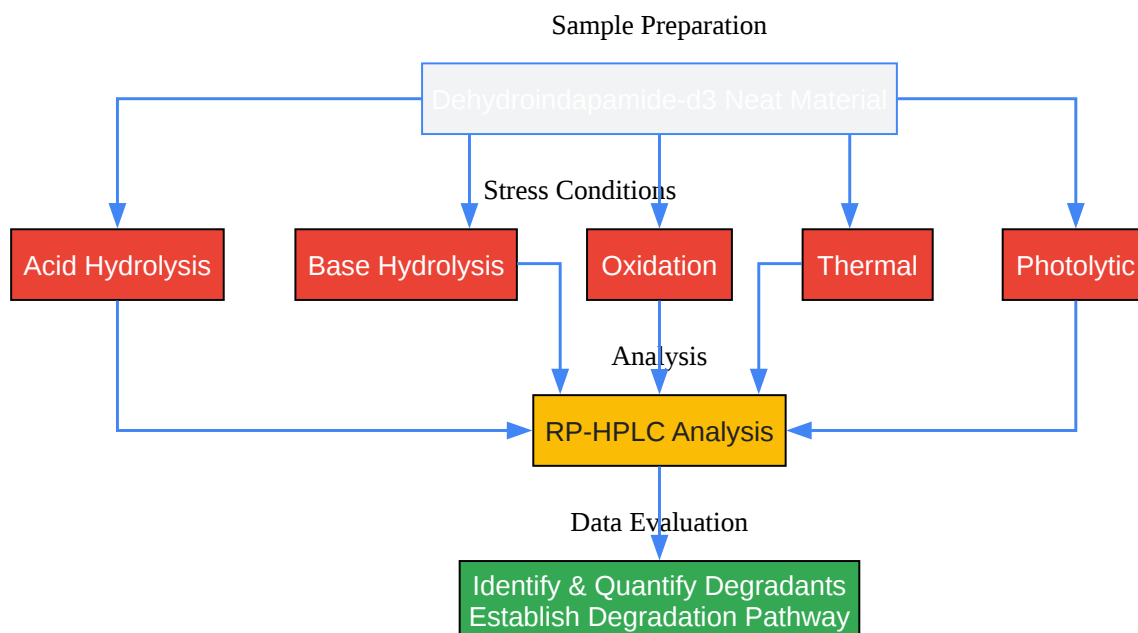 Sample Preparation
Dehydroindapamide-d3 Neat Material
Stress Conditions
Acid Hydrolysis
Base Hydrolysis
Oxidation
Thermal
Photolytic
Analysis
RP-HPLC Analysis
Data Evaluation
Identify & Quantify Degradants
Establish Degradation Pathway